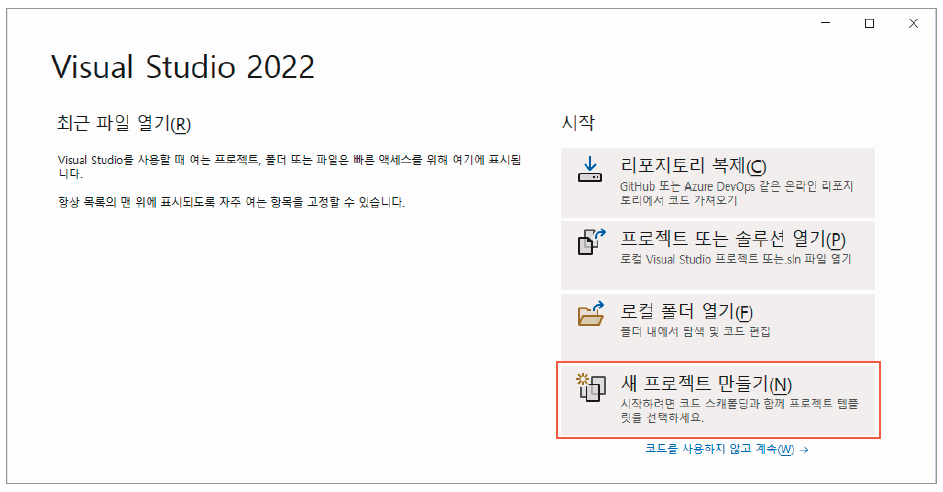 Visual Studio 2022
최근 파일 열기(R)
Visual Studio를 사용할 때 여는 프로젝트, 폴더 또는 파일은 빠른 액세스를 위해 여기에 표시됩
니다.
항상 목록의 맨 위에 표시되도록 자주 여는 항목을 고정할 수 있습니다.
시작
리포지토리 복제(C)
GitHub 또는 Azure DevOps 같은 온라인 리포지
토리에서 코드 가져오기
프로젝트 또는 솔루션 열기(P)
로컬 Visual Studio 프로젝트 또는.sln 파일 열기
로컬 폴더 열기(F)
폴더 내에서 탐색 및 코드 편집
새 프로젝트 만들기(N)
시작하려면 코드 스캐폴딩과 함께 프로젝트 템플
릿을 선택하세요.
코드를 사용하지 않고 계속(W) →